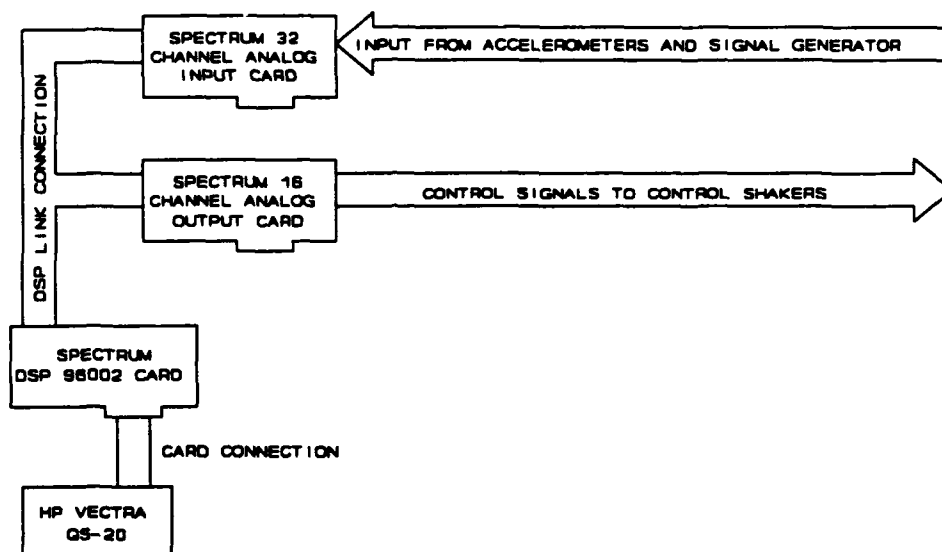 SPECTRUM 32
CHANNEL ANALOG
INPUT CARD
INPUT FROM ACCELEROMETERS AND SIGNAL GENERATOR
DSP LINK CONNECTION
SPECTRUM 16
CHANNEL ANALOG
OUTPUT CARD
CONTROL SIGNALS TO CONTROL SHAKERS
SPECTRUM
DSP 96002 CARD
CARD CONNECTION
HP VECTRA
QS-20